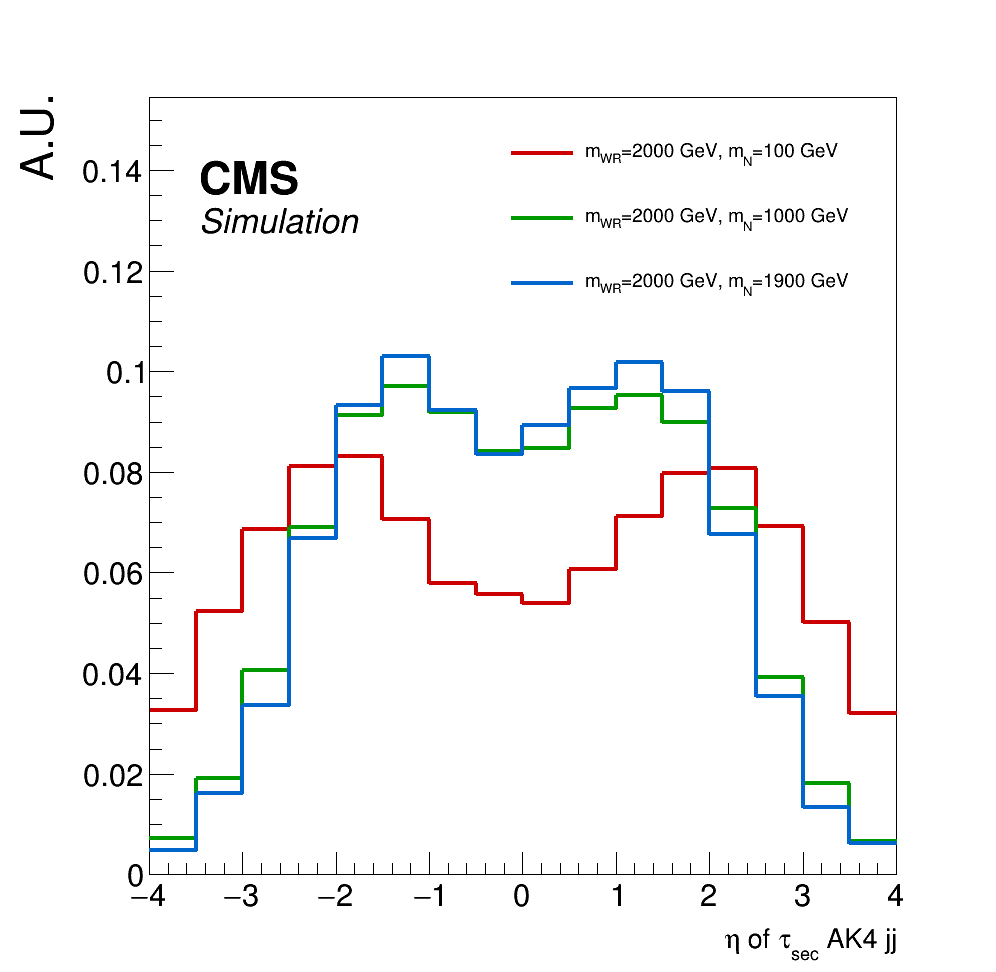 A.U.
CMS
Simulation
m_WR=2000 GeV, m_N=100 GeV
m_WR=2000 GeV, m_N=1000 GeV
m_WR=2000 GeV, m_N=1900 GeV
0.14
0.12
0.1
0.08
0.06
0.04
0.02
0
−4 −3 −2 −1 0 1 2 3 4
η of τ_sec AK4 jj